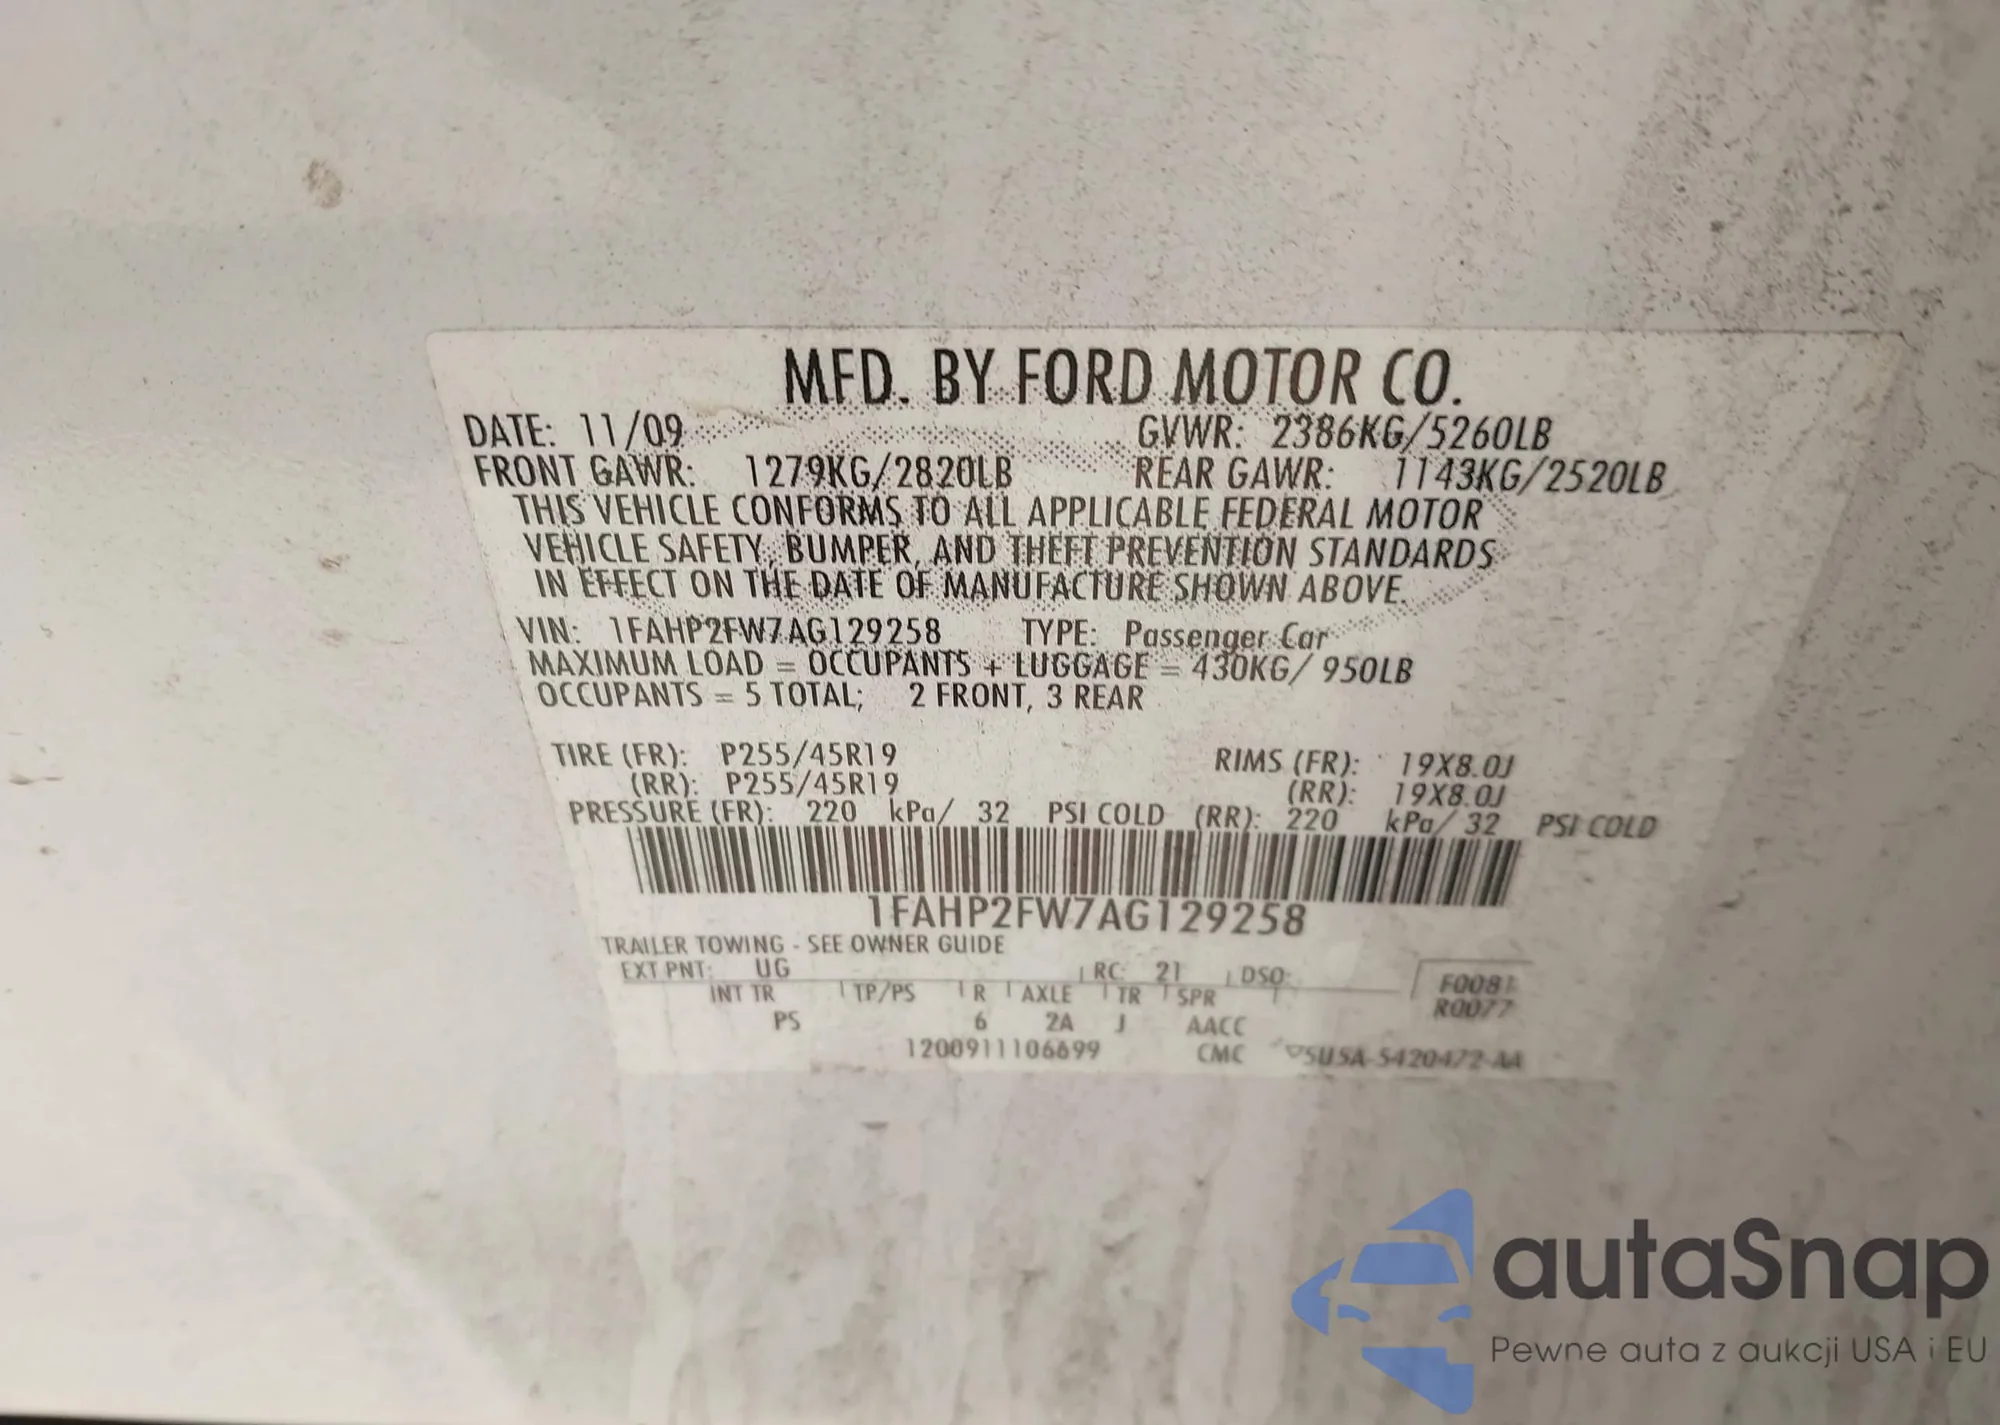 MFD. BY FORD MOTOR CO.
DATE: 11/09 GVWR: 2386KG/5260LB
FRONT GAWR: 1279KG/2820LB REAR GAWR: 1143KG/2520LB
THIS VEHICLE CONFORMS TO ALL APPLICABLE FEDERAL MOTOR
VEHICLE SAFETY, BUMPER, AND THEFT PREVENTION STANDARDS
IN EFFECT ON THE DATE OF MANUFACTURE SHOWN ABOVE.
VIN: 1FAHP2FW7AG129258 TYPE: Passenger Car
MAXIMUM LOAD = OCCUPANTS + LUGGAGE = 430KG/ 950LB
OCCUPANTS = 5 TOTAL; 2 FRONT, 3 REAR
TIRE (FR): P255/45R19 RIMS (FR): 19X8.0J
(RR): P255/45R19 (RR): 19X8.0J
PRESSURE (FR): 220 kPa/ 32 PSI COLD (RR): 220 kPa/ 32 PSI COLD
1FAHP2FW7AG129258
TRAILER TOWING - SEE OWNER GUIDE
EXT PNT: UG RC: 21 DSO:
F0081
INT TR TP/PS R AXLE TR SPR
R0077
PS 6 2A J AACC
1200911106699 CMC 5U5A-5420472-AA
autaSnap
Pewne auta z aukcji USA i EU